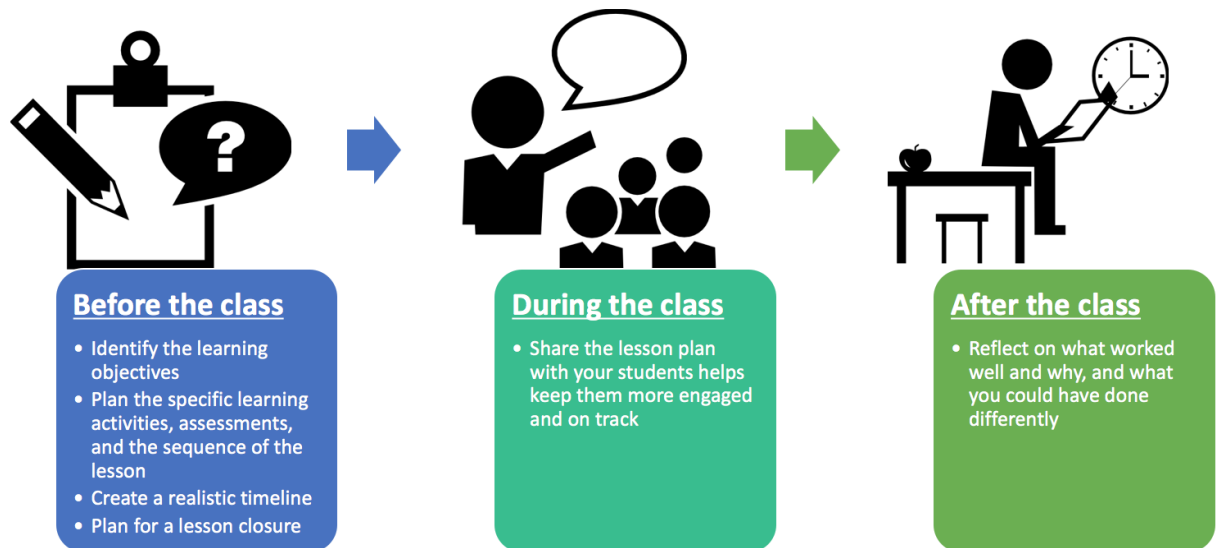 ?
Before the class
• Identify the learning
objectives
• Plan the specific learning
activities, assessments,
and the sequence of the
lesson
• Create a realistic timeline
• Plan for a lesson closure
During the class
• Share the lesson plan
with your students helps
keep them more engaged
and on track
After the class
• Reflect on what worked
well and why, and what
you could have done
differently